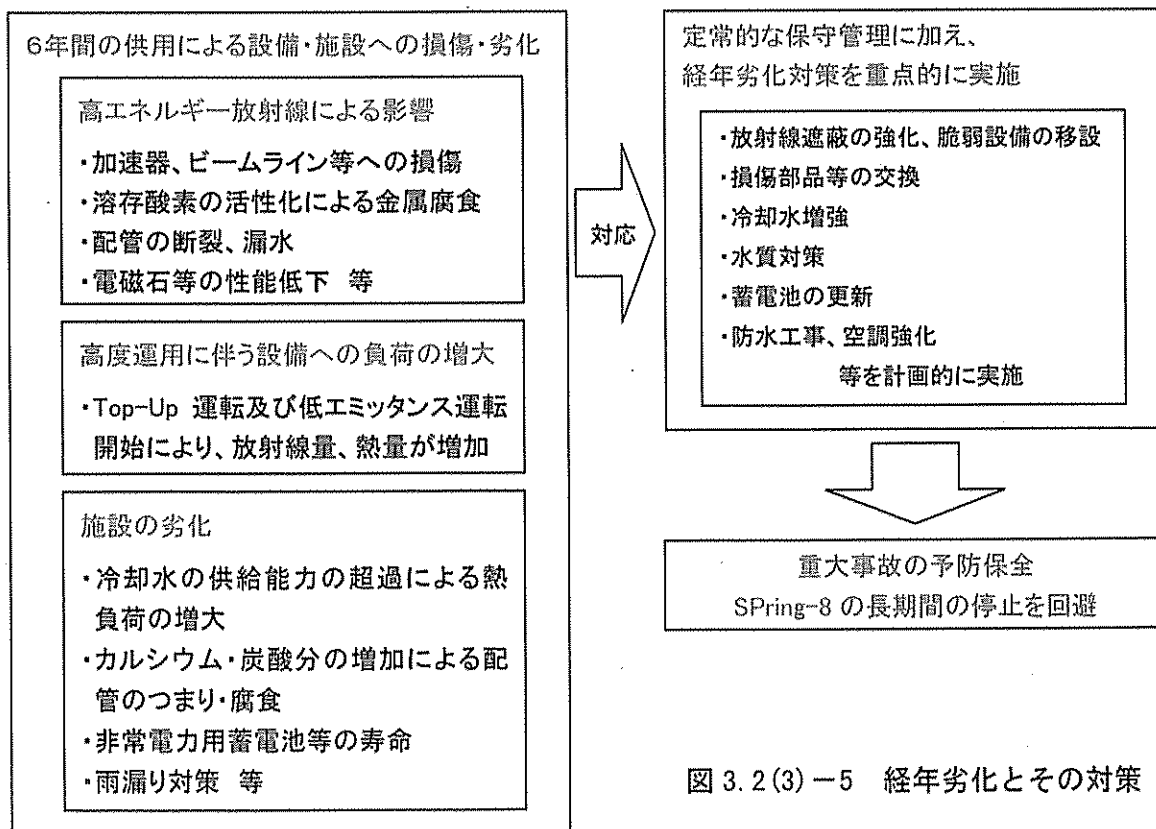 6年間の供用による設備・施設への損傷・劣化
高エネルギー放射線による影響
・加速器、ビームライン等への損傷
・溶存酸素の活性化による金属腐食
・配管の断裂、漏水
・電磁石等の性能低下 等
高度運用に伴う設備への負荷の増大
・Top-Up 運転及び低エミッタンス運転
開始により、放射線量、熱量が増加
施設の劣化
・冷却水の供給能力の超過による熱
負荷の増大
・カルシウム・炭酸分の増加による配
管のつまり・腐食
・非常電力用蓄電池等の寿命
・雨漏り対策 等
対応
定常的な保守管理に加え、
経年劣化対策を重点的に実施
・放射線遮蔽の強化、脆弱設備の移設
・損傷部品等の交換
・冷却水増強
・水質対策
・蓄電池の更新
・防水工事、空調強化
等を計画的に実施
重大事故の予防保全
SPring-8 の長期間の停止を回避
図 3.2(3)－5 経年劣化とその対策